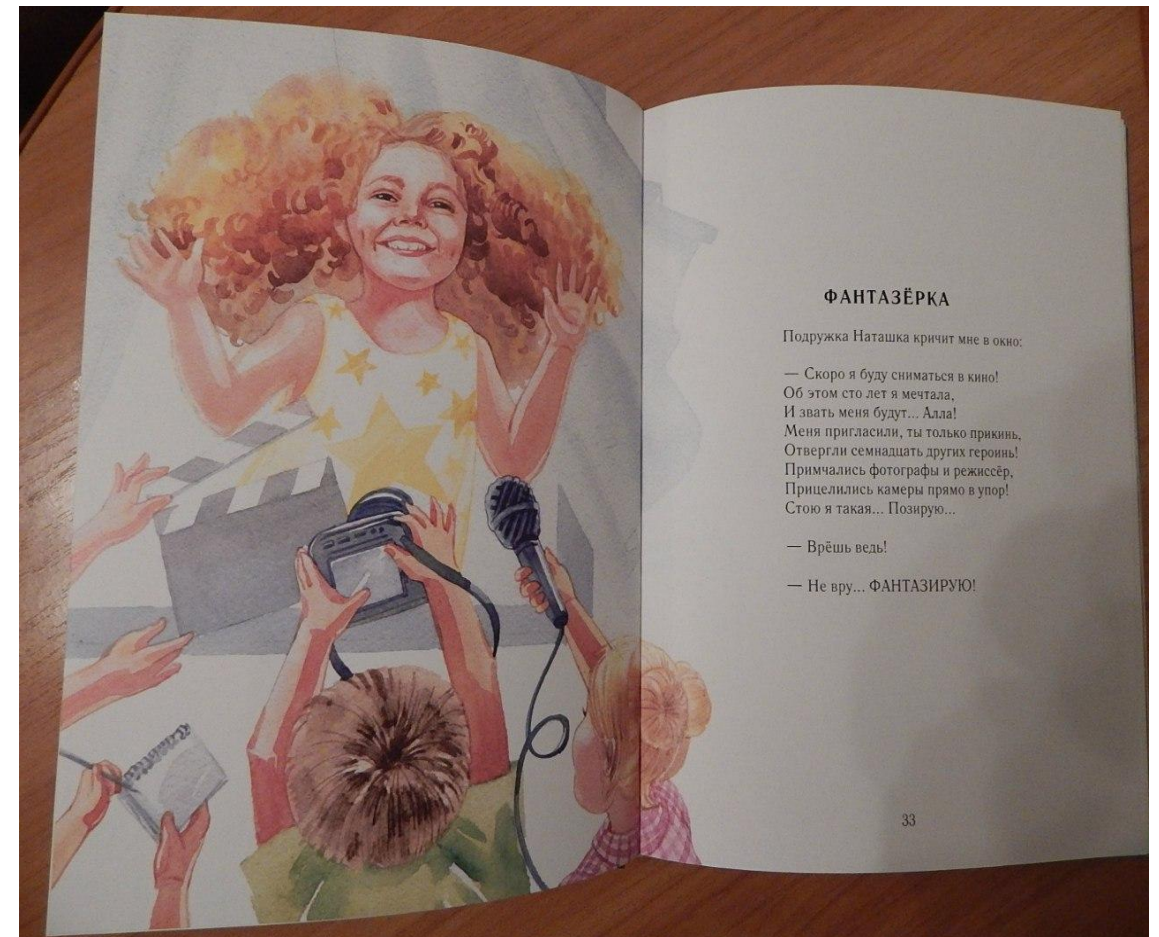 ФАНТАЗЁРКА
Подружка Наташка кричит мне в окно:
— Скоро я буду сниматься в кино!
Об этом сто лет я мечтала,
И звать меня будут... Алла!
Меня пригласили, ты только прикинь,
Отвергли семнадцать других героинь!
Примчались фотографы и режиссёр,
Прицелились камеры прямо в упор!
Стою я такая... Позирую...
— Врёшь ведь!
— Не вру... ФАНТАЗИРУЮ!
33